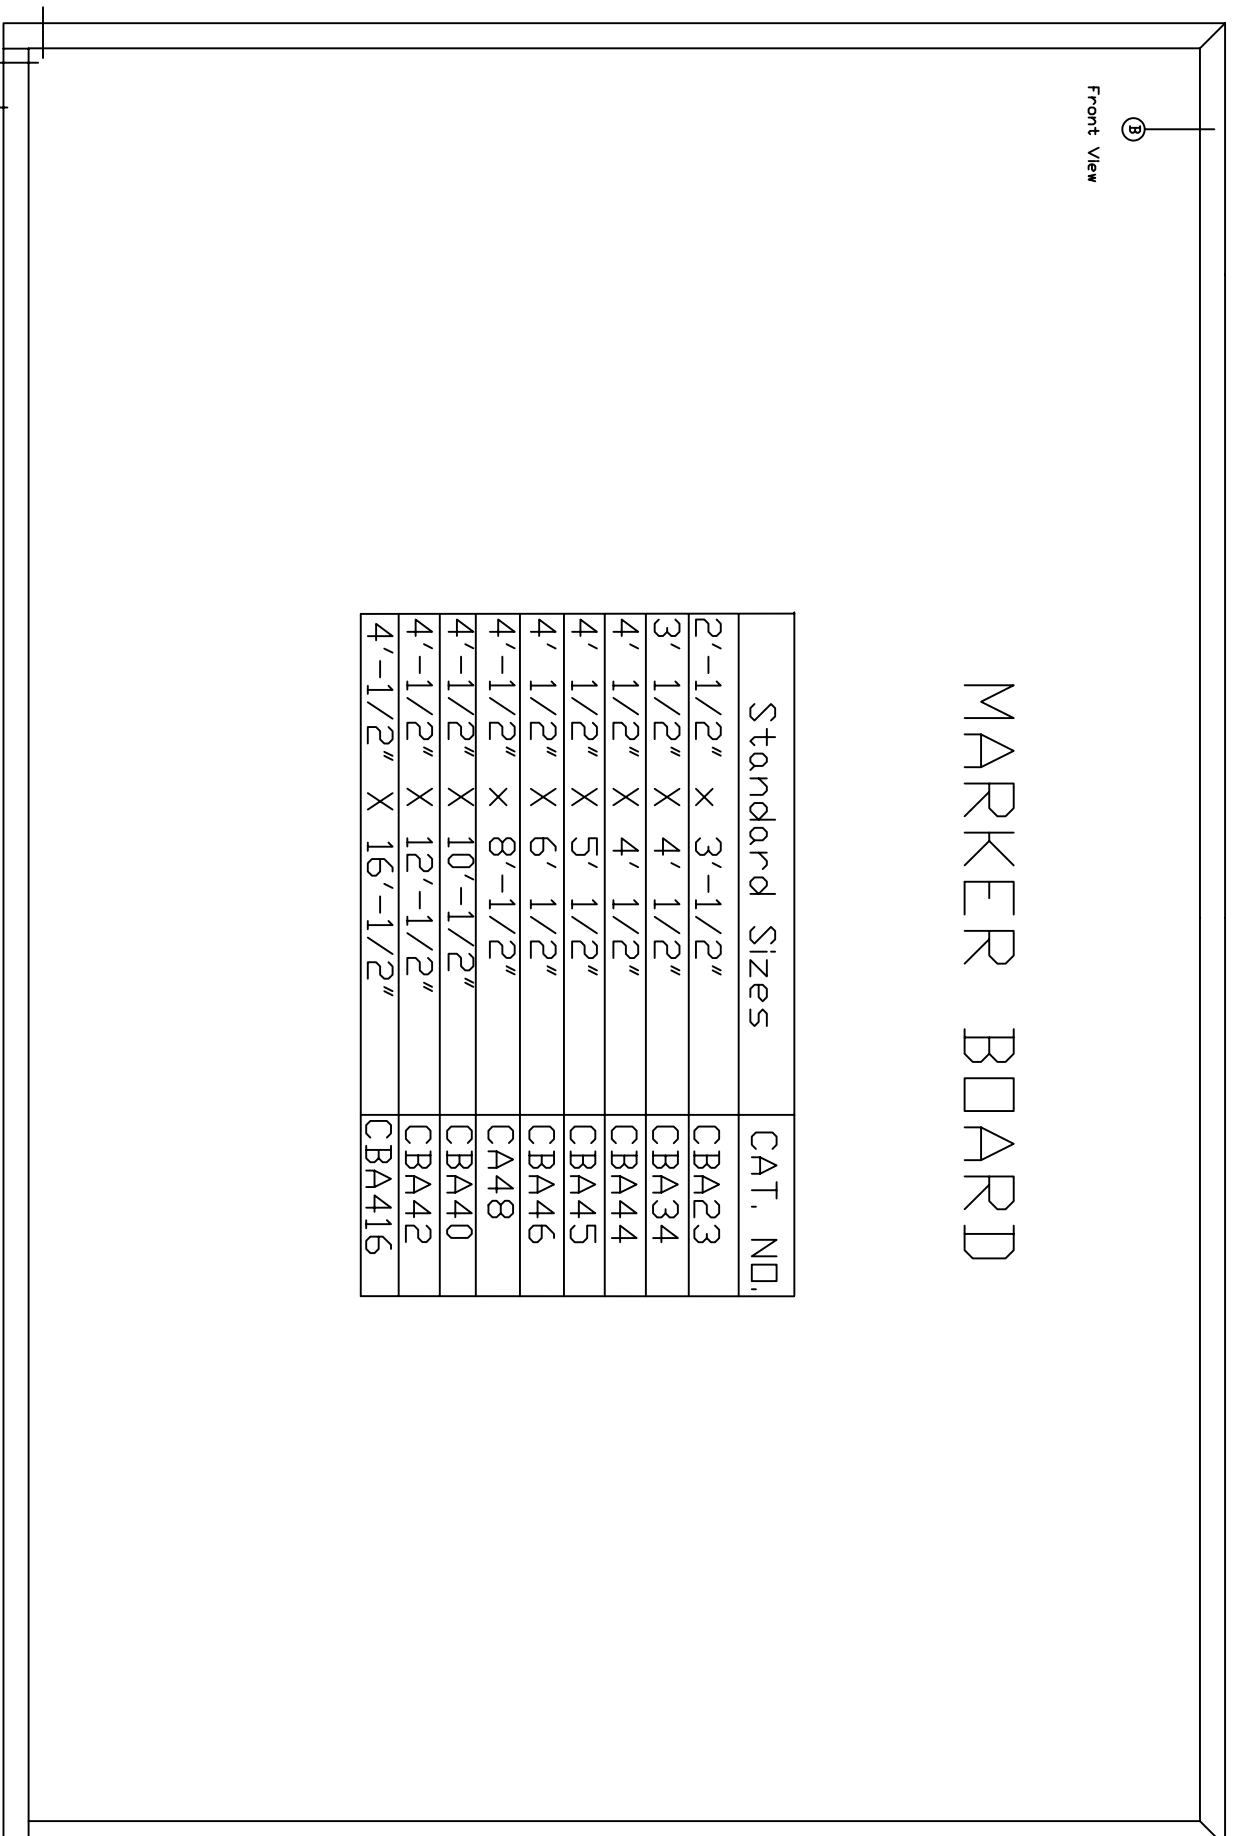 B
Front View
MARKER BOARD
Standard Sizes CAT. NO.
2'-1/2" x 3'-1/2" CBA23
3' 1/2" X 4' 1/2" CBA34
4' 1/2" X 4' 1/2" CBA44
4' 1/2" X 5' 1/2" CBA45
4' 1/2" X 6' 1/2" CBA46
4'-1/2" x 8'-1/2" CA48
4'-1/2" X 10'-1/2" CBA40
4'-1/2" X 12'-1/2" CBA42
4'-1/2" X 16'-1/2" CBA416